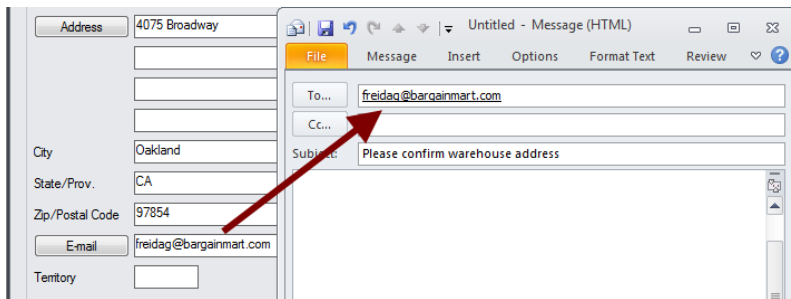 Address 4075 Broadway
City Oakland
State/Prov. CA
Zip/Postal Code 97854
E-mail freidag@bargainmart.com
Territory
Untitled - Message (HTML)
File Message Insert Options Format Text Review
To... freidag@bargainmart.com
Cc...
Subject: Please confirm warehouse address